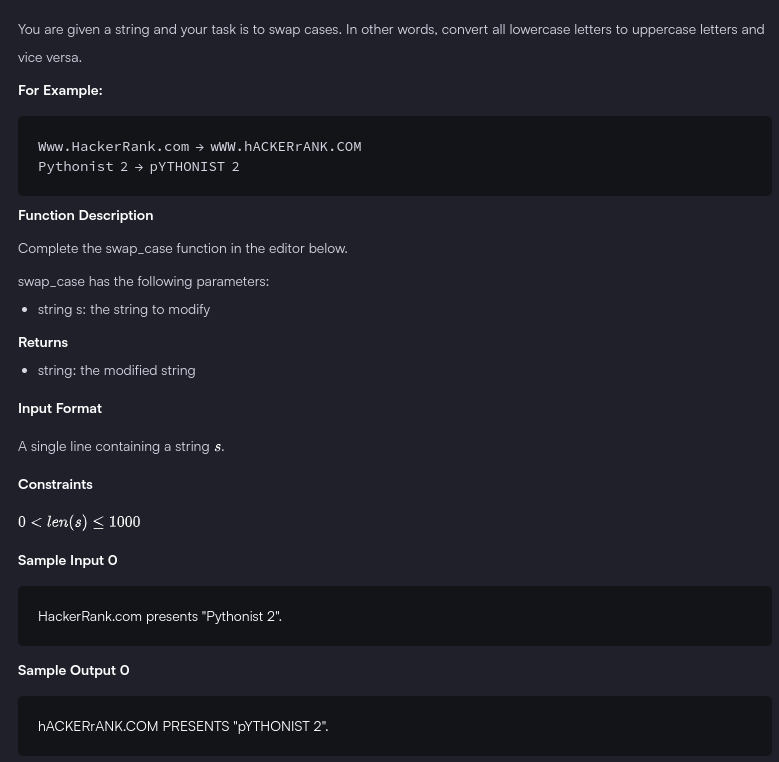 You are given a string and your task is to swap cases. In other words, convert all lowercase letters to uppercase letters and
vice versa.
For Example:
Www.HackerRank.com → wWW.hACKERrANK.COM
Pythonist 2 → pYTHONIST 2
Function Description
Complete the swap_case function in the editor below.
swap_case has the following parameters:
• string s: the string to modify
Returns
• string: the modified string
Input Format
A single line containing a string s.
Constraints
0 < len(s) ≤ 1000
Sample Input 0
HackerRank.com presents "Pythonist 2".
Sample Output 0
hACKERrANK.COM PRESENTS "pYTHONIST 2".